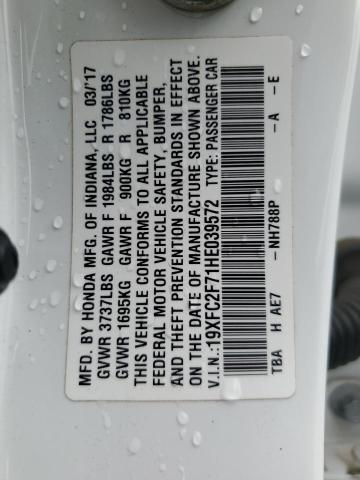 MFD. BY HONDA MFG. OF INDIANA, LLC 03/'17
GVWR 3737LBS GAWR F 1984LBS R 1786LBS
GVWR 1695KG GAWR F 900KG R 810KG
THIS VEHICLE CONFORMS TO ALL APPLICABLE
FEDERAL MOTOR VEHICLE SAFETY, BUMPER,
AND THEFT PREVENTION STANDARDS IN EFFECT
ON THE DATE OF MANUFACTURE SHOWN ABOVE.
V.I.N.:19XFC2F71HE039572 TYPE: PASSENGER CAR
TBA H AE7 -NH788P -A -E